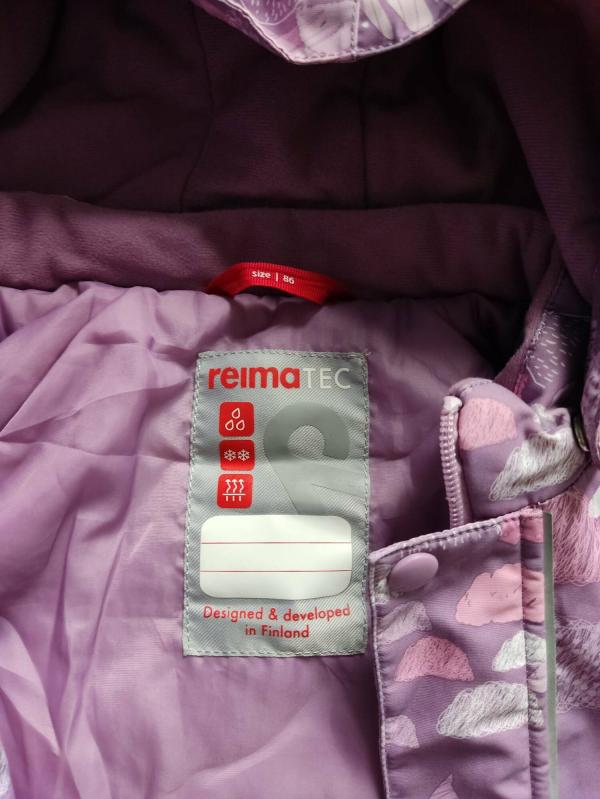 size | 86
reimaTEC
Designed & developed
in Finland